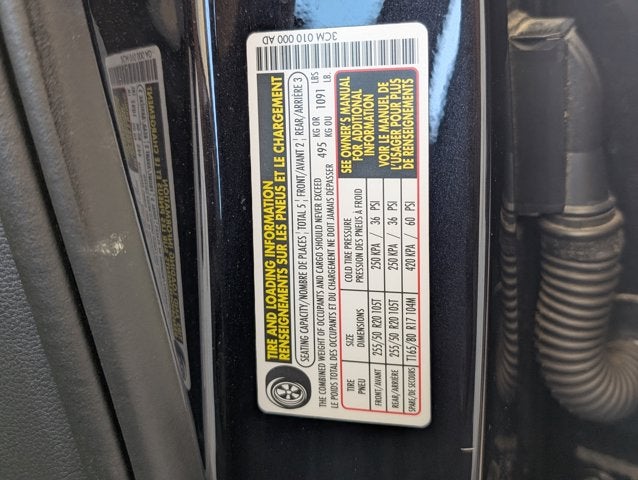 3CM 010 000 AD
TIRE AND LOADING INFORMATION
RENSEIGNEMENTS SUR LES PNEUS ET LE CHARGEMENT
SEATING CAPACITY/NOMBRE DE PLACES TOTAL 5 FRONT/AVANT 2 REAR/ARRIÈRE 3
THE COMBINED WEIGHT OF OCCUPANTS AND CARGO SHOULD NEVER EXCEED 495 KG OR 1091 LBS
LE POIDS TOTAL DES OCCUPANTS ET DU CHARGEMENT NE DOIT JAMAIS DÉPASSER KG OU LB.
TIRE SIZE COLD TIRE PRESSURE
PNEU DIMENSIONS PRESSION DES PNEUS À FROID
FRONT/AVANT 255/50 R20 105T 250 KPA / 36 PSI
REAR/ARRIÈRE 255/50 R20 105T 250 KPA / 36 PSI
SPARE/DE SECOURS T165/80 R17 104M 420 KPA / 60 PSI
SEE OWNER'S MANUAL
FOR ADDITIONAL
INFORMATION
VOIR LE MANUEL DE
L'USAGER POUR PLUS
DE RENSEIGNEMENTS